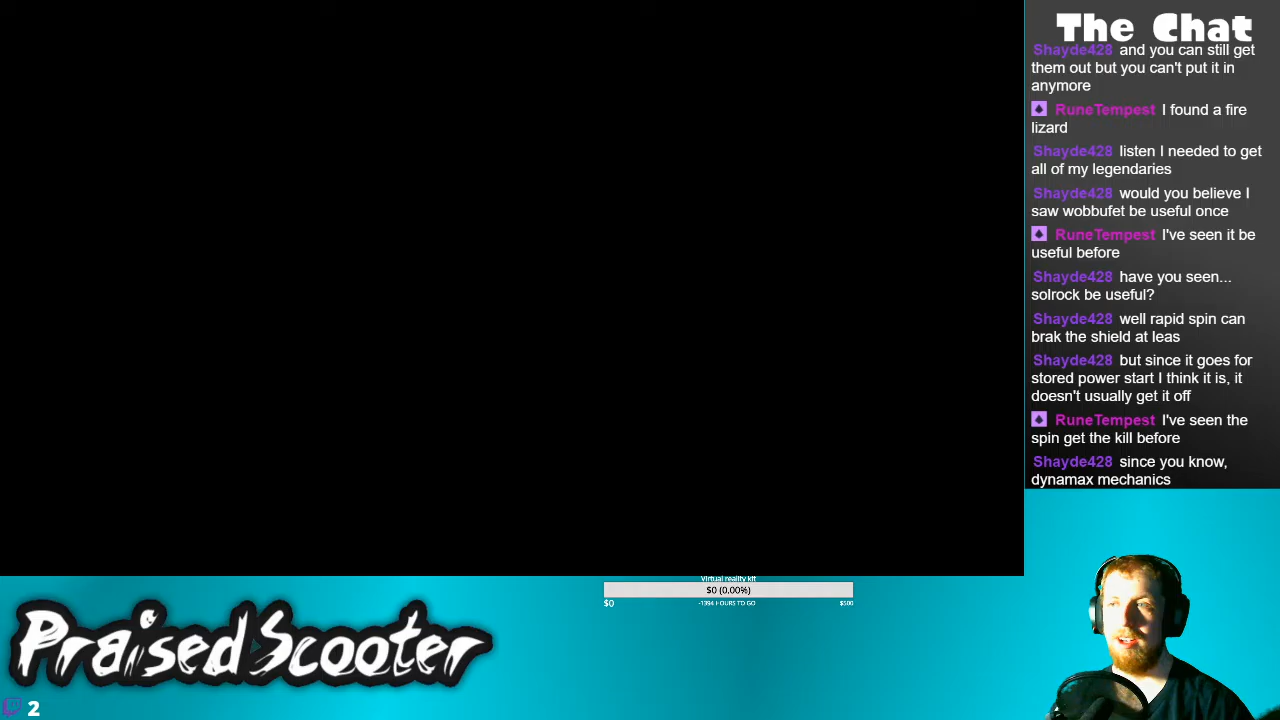 The Chat
Shayde428 and you can still get
them out but you can't put it in
anymore
RuneTempest I found a fire
lizard
Shayde428 listen I needed to get
all of my legendaries
Shayde428 would you believe I
saw wobbufet be useful once
RuneTempest I've seen it be
useful before
Shayde428 have you seen...
solrock be useful?
Shayde428 well rapid spin can
brak the shield at leas
Shayde428 but since it goes for
stored power start I think it is, it
doesn't usually get it off
RuneTempest I've seen the
spin get the kill before
Shayde428 since you know,
dynamax mechanics
Virtual reality kit
$0 (0.00%)
$0 -1394 HOURS TO GO $500
PraisedScooter
2